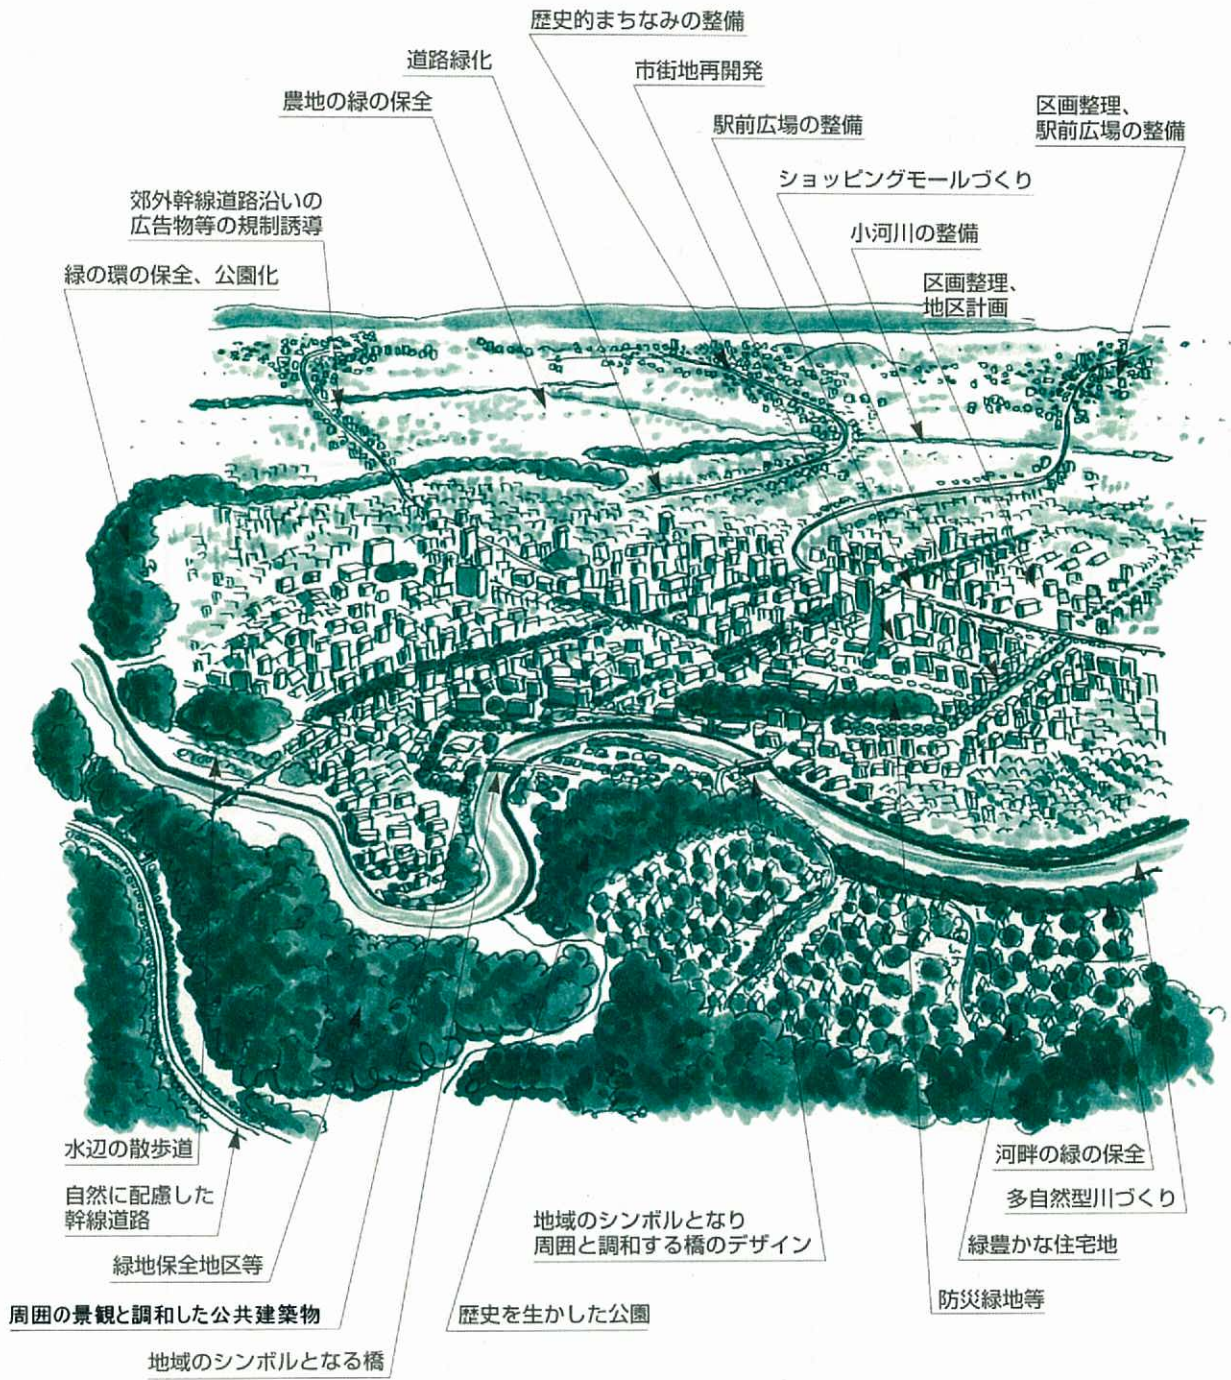 歴史的まちなみの整備
道路緑化
市街地再開発
農地の緑の保全
駅前広場の整備
区画整理、
駅前広場の整備
ショッピングモールづくり
郊外幹線道路沿いの
広告物等の規制誘導
小河川の整備
緑の環の保全、公園化
区画整理、
地区計画
水辺の散歩道
河畔の緑の保全
自然に配慮した
幹線道路
多自然型川づくり
地域のシンボルとなり
周囲と調和する橋のデザイン
緑豊かな住宅地
緑地保全地区等
防災緑地等
周囲の景観と調和した公共建築物
歴史を生かした公園
地域のシンボルとなる橋